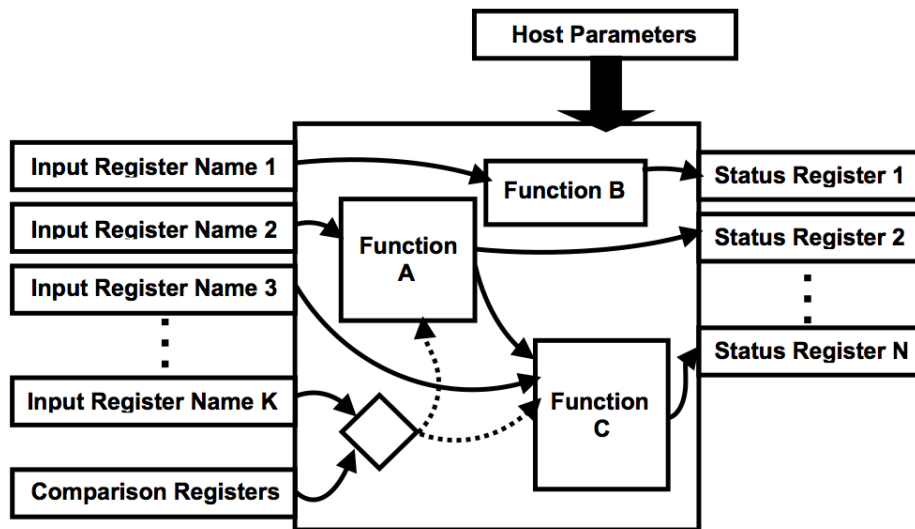 Host Parameters
Input Register Name 1
Input Register Name 2
Input Register Name 3
Input Register Name K
Comparison Registers
Function B
Function
A
Function
C
Status Register 1
Status Register 2
Status Register N